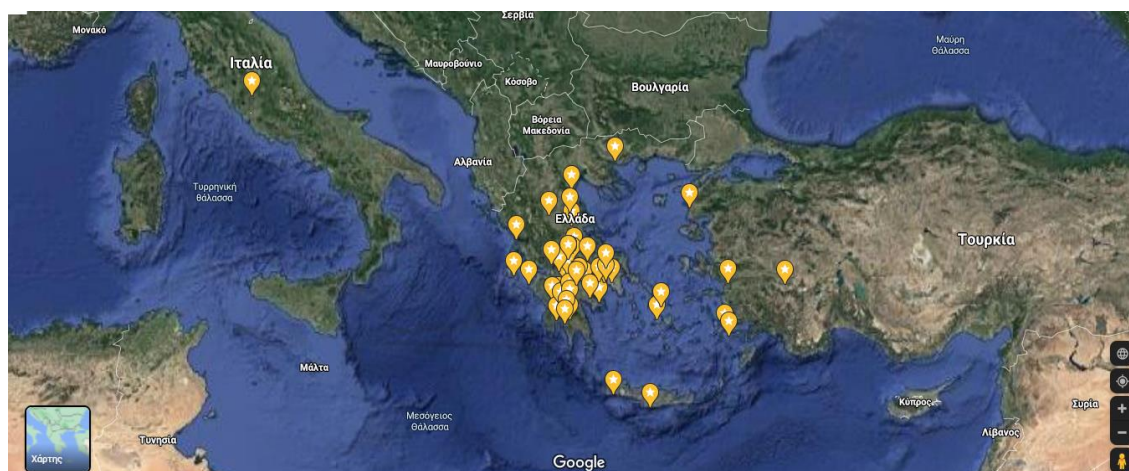 Μονακό
Σερβία
Ιταλία
Μαυροβούνιο
Κόσοβο
Βουλγαρία
Μαύρη
Θάλασσα
Βόρεια
Μακεδονία
Αλβανία
Τυρρηνική
θάλασσα
Ελλάδα
Τουρκία
Μάλτα
Μεσόγειος
Θάλασσα
Κύπρος
Συρία
Λίβανος
Τυνησία
Χάρτης
Google